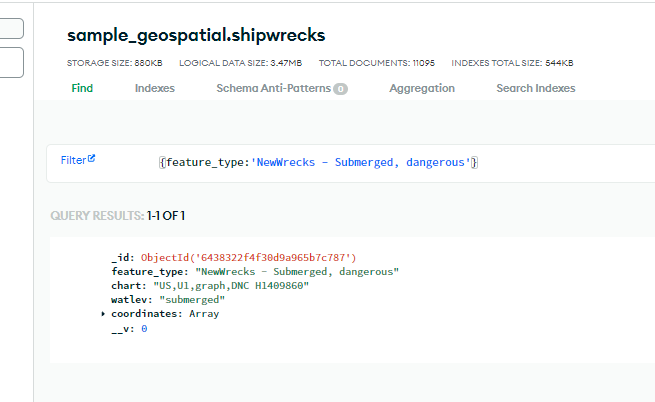 sample_geospatial.shipwrecks
STORAGE SIZE: 880KB LOGICAL DATA SIZE: 3.47MB TOTAL DOCUMENTS: 11095 INDEXES TOTAL SIZE: 544KB
Find Indexes Schema Anti-Patterns 0 Aggregation Search Indexes
Filter {feature_type:'NewWrecks - Submerged, dangerous'}
QUERY RESULTS: 1-1 OF 1
_id: ObjectId('6438322f4f30d9a965b7c787')
feature_type: "NewWrecks - Submerged, dangerous"
chart: "US,U1,graph,DNC H1409860"
watlev: "submerged"
coordinates: Array
__v: 0